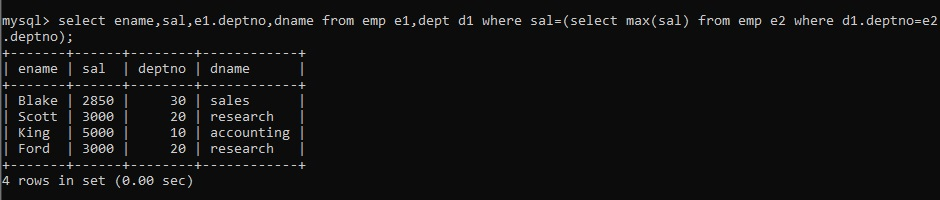 mysql> select ename,sal,e1.deptno,dname from emp e1,dept d1 where sal=(select max(sal) from emp e2 where d1.deptno=e2
.deptno);
+-------+------+--------+------------+
| ename | sal  | deptno | dname      |
+-------+------+--------+------------+
| Blake | 2850 |     30 | sales      |
| Scott | 3000 |     20 | research   |
| King  | 5000 |     10 | accounting |
| Ford  | 3000 |     20 | research   |
+-------+------+--------+------------+
4 rows in set (0.00 sec)